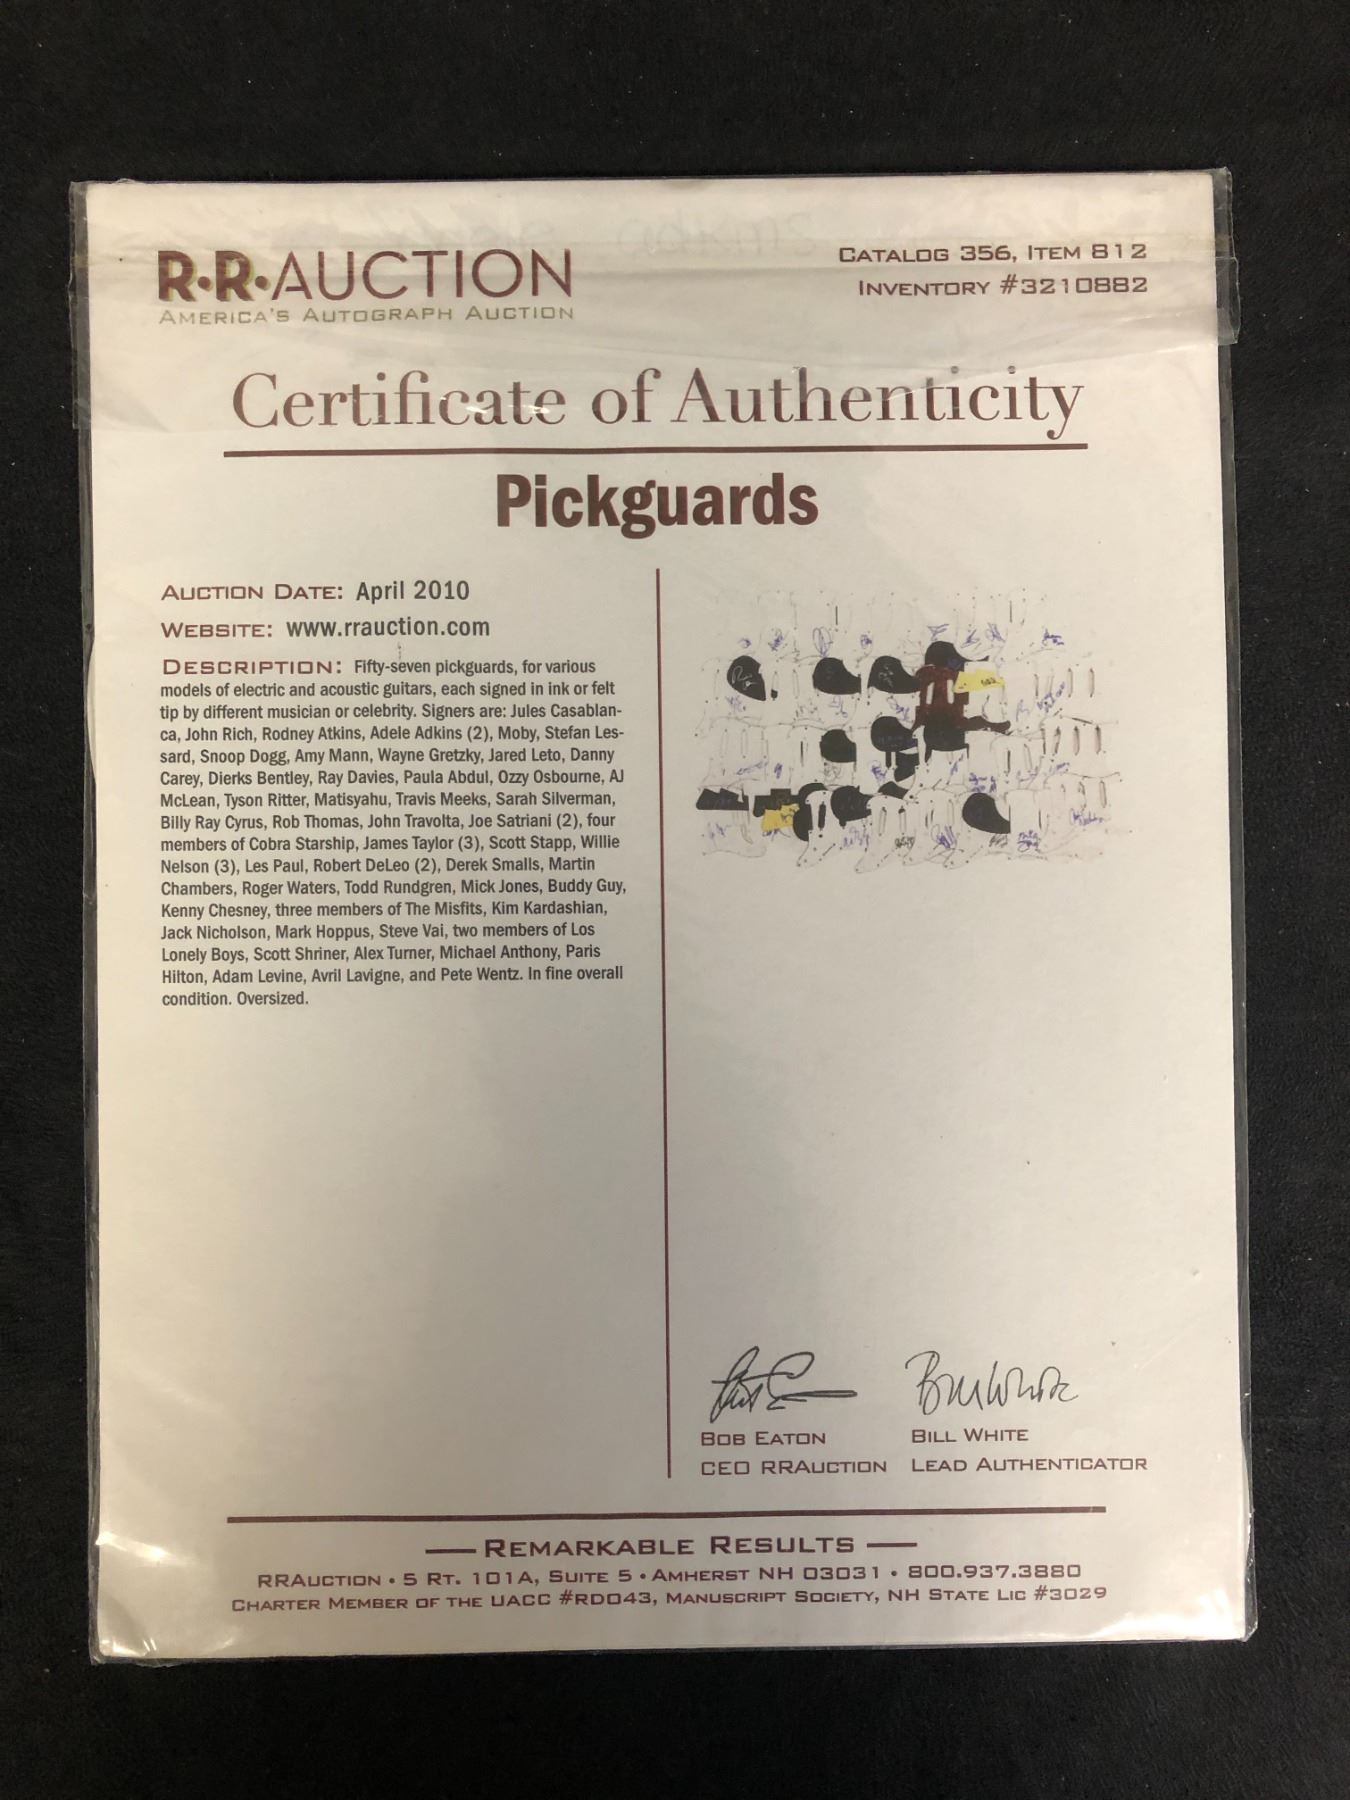 R·R·AUCTION
AMERICA'S AUTOGRAPH AUCTION
CATALOG 356, ITEM 812
INVENTORY #3210882
Certificate of Authenticity
Pickguards
AUCTION DATE: April 2010
WEBSITE: www.rrauction.com
DESCRIPTION: Fifty-seven pickguards, for various
models of electric and acoustic guitars, each signed in ink or felt
tip by different musician or celebrity. Signers are: Jules Casablan-
ca, John Rich, Rodney Atkins, Adele Adkins (2), Moby, Stefan Les-
sard, Snoop Dogg, Amy Mann, Wayne Gretzky, Jared Leto, Danny
Carey, Dierks Bentley, Ray Davies, Paula Abdul, Ozzy Osbourne, AJ
McLean, Tyson Ritter, Matisyahu, Travis Meeks, Sarah Silverman,
Billy Ray Cyrus, Rob Thomas, John Travolta, Joe Satriani (2), four
members of Cobra Starship, James Taylor (3), Scott Stapp, Willie
Nelson (3), Les Paul, Robert DeLeo (2), Derek Smalls, Martin
Chambers, Roger Waters, Todd Rundgren, Mick Jones, Buddy Guy,
Kenny Chesney, three members of The Misfits, Kim Kardashian,
Jack Nicholson, Mark Hoppus, Steve Vai, two members of Los
Lonely Boys, Scott Shriner, Alex Turner, Michael Anthony, Paris
Hilton, Adam Levine, Avril Lavigne, and Pete Wentz. In fine overall
condition. Oversized.
Bill White
BOB EATON
CEO RRAUCTION
BILL WHITE
LEAD AUTHENTICATOR
REMARKABLE RESULTS
RRAUCTION • 5 RT. 101A, SUITE 5 • AMHERST NH 03031 • 800.937.3880
CHARTER MEMBER OF THE UACC #RD043, MANUSCRIPT SOCIETY, NH STATE LIC #3029